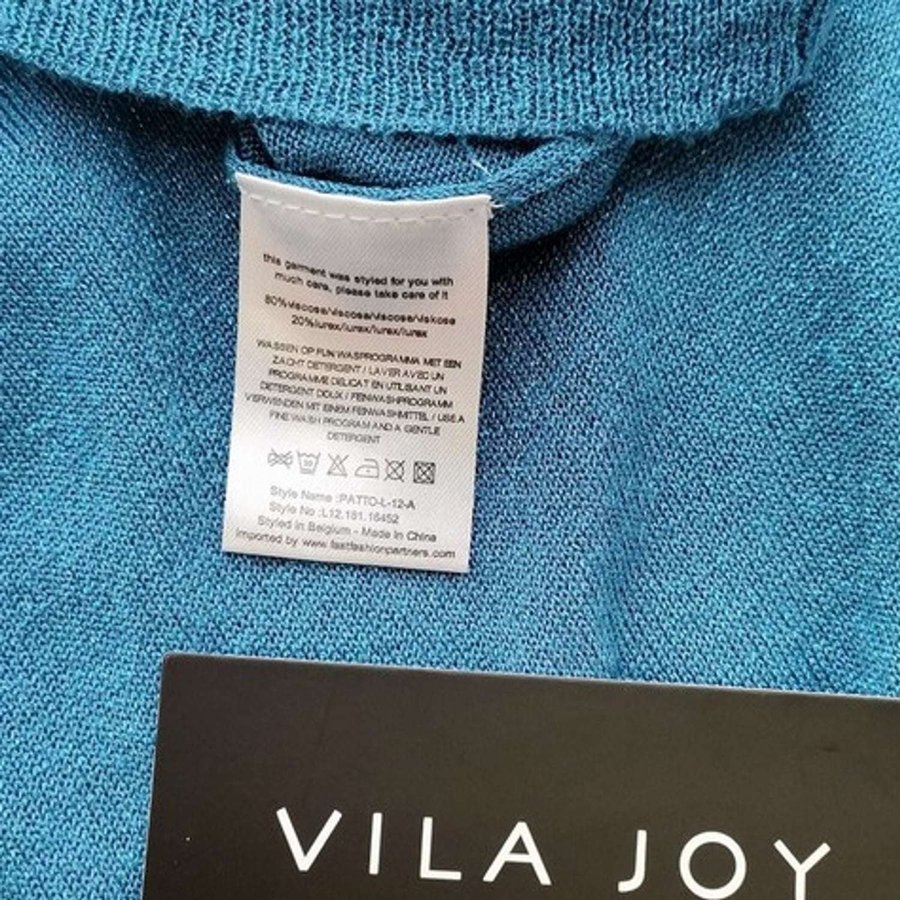 this garment was styled for you with
much care, please take care of it
80%viscose/viscose/viscose/viskose
20%lurex/lurex/lurex/lurex
WASSEN OP FIJN WASPROGRAMMA MET EEN
ZACHT DETERGENT / LAVER AVEC UN
PROGRAMME DELICAT EN UTILISANT UN
DETERGENT DOUX / FEINWASHPROGRAMM
VERWENDEN MIT EINEM FEINWASHMITTEL / USE A
FINE WASH PROGRAM AND A GENTLE
DETERGENT
30
Style Name :PATTO-L-12-A
Style No :L12.181.16452
Styled in Belgium - Made in China
Imported by www.fastfashionpartners.com
VILA JOY